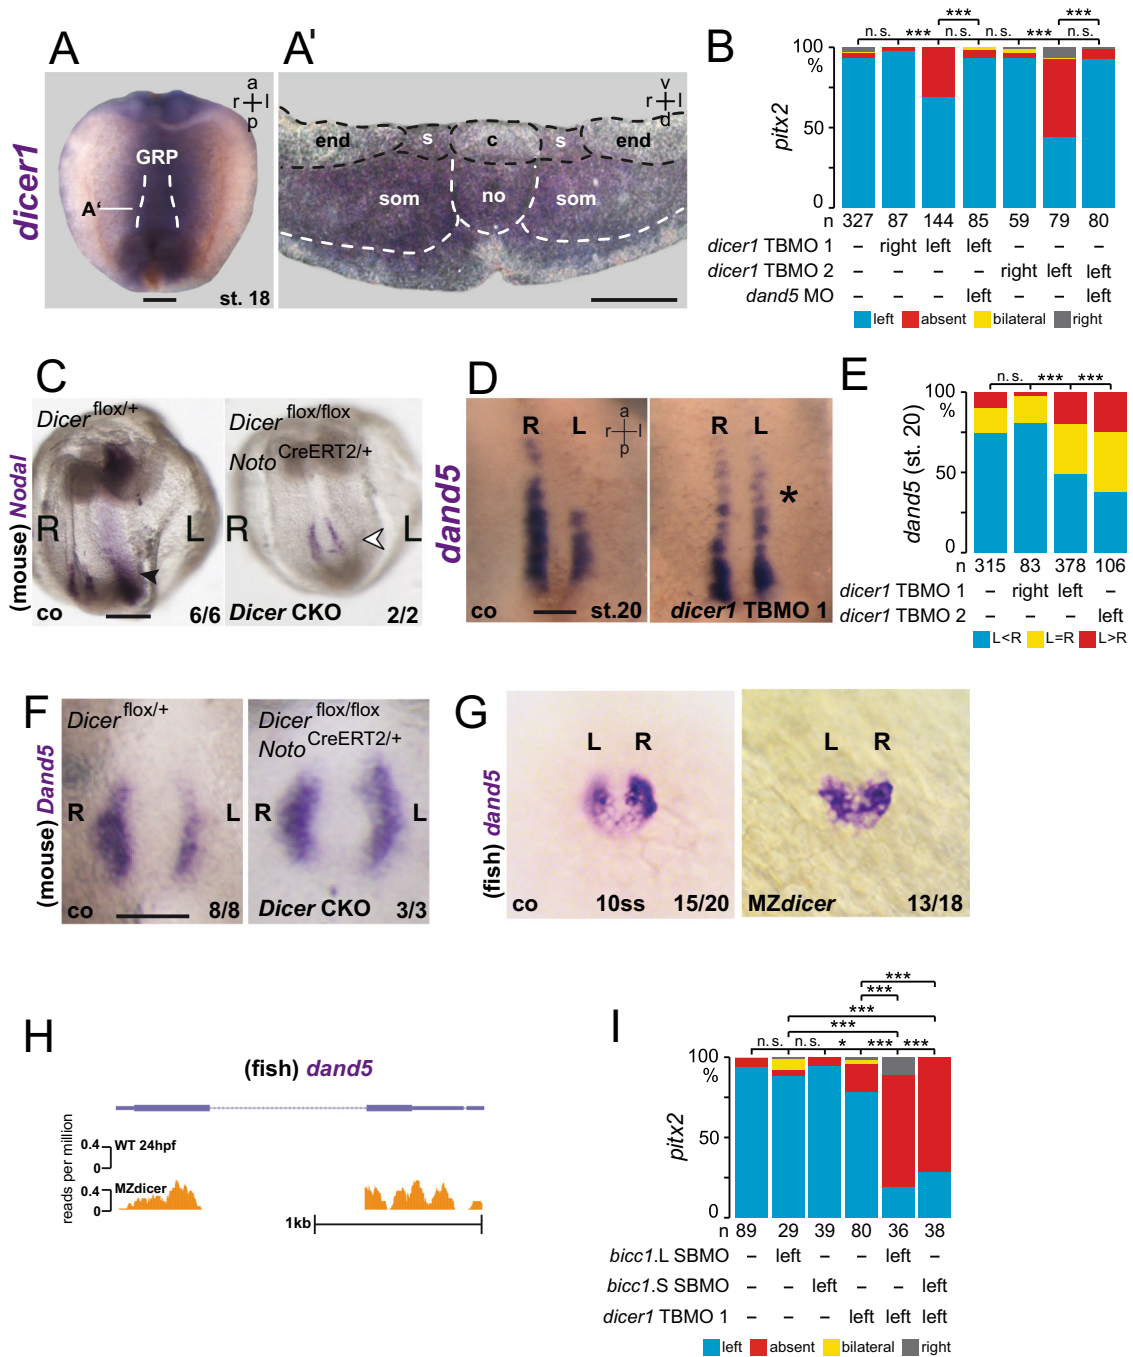 A
dicer1
a
r l
p
GRP
A'
st. 18
A'
v
r l
d
end s c s end
som no som
B
***
***
n. s. *** n. s. n. s. *** n. s.
100
%
50
0
pitx2
n 327 87 144 85 59 79 80
dicer1 TBMO 1 – right left left – – –
dicer1 TBMO 2 – – – – right left left
dand5 MO – – – left – – left
left absent bilateral right
C
(mouse) Nodal
Dicer flox/+
R L
co 6/6
Dicer flox/flox
Noto CreERT2/+
R L
Dicer CKO 2/2
D
dand5
R L
a
r l
p
co st.20
R L
*
dicer1 TBMO 1
E
n. s. *** ***
100
%
50
0
dand5 (st. 20)
n 315 83 378 106
dicer1 TBMO 1 – right left –
dicer1 TBMO 2 – – – left
L<R L=R L>R
F
(mouse) Dand5
Dicer flox/+
R L
co 8/8
Dicer flox/flox
Noto CreERT2/+
R L
Dicer CKO 3/3
G
(fish) dand5
L R
co 10ss 15/20
L R
MZdicer 13/18
H
(fish) dand5
reads per million
0.4 WT 24hpf
0
0.4 MZdicer
0
1kb
I
***
***
***
***
n. s. n. s. * *** ***
100
%
50
0
pitx2
n 89 29 39 80 36 38
bicc1.L SBMO – left – – left –
bicc1.S SBMO – – left – – left
dicer1 TBMO 1 – – – left left left
left absent bilateral right